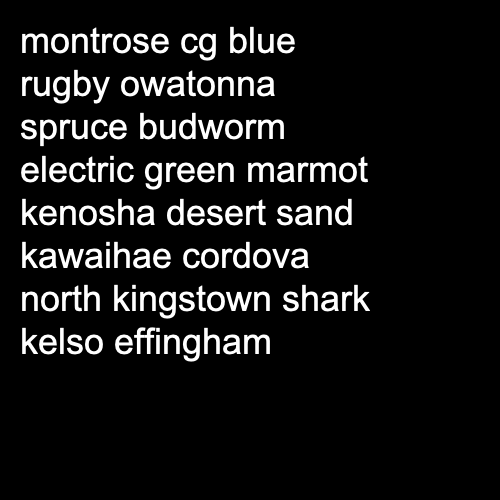 montrose cg blue
rugby owatonna
spruce budworm
electric green marmot
kenosha desert sand
kawaihae cordova
north kingstown shark
kelso effingham